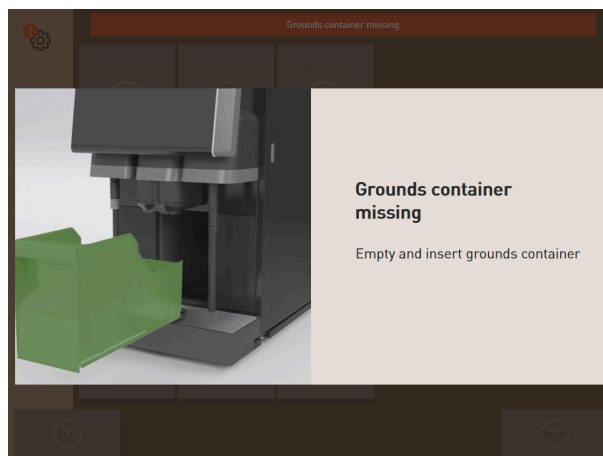 Grounds container missing
Grounds container
missing
Empty and insert grounds container